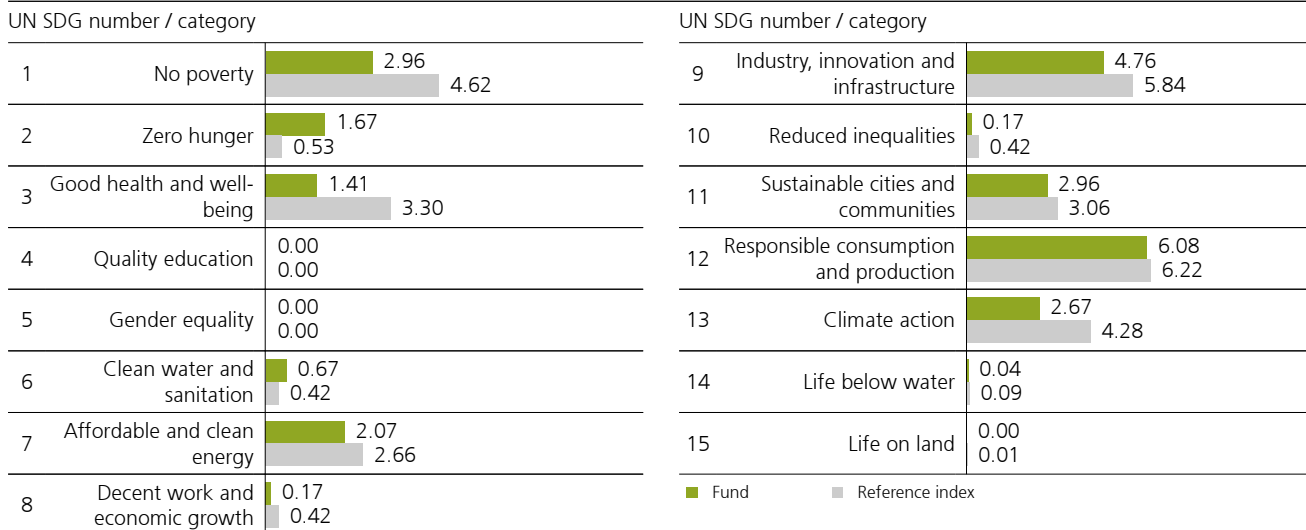 UN SDG number / category
1 No poverty 2.96
4.62
2 Zero hunger 1.67
0.53
3 Good health and well-
being 1.41
3.30
4 Quality education 0.00
0.00
5 Gender equality 0.00
0.00
6 Clean water and
sanitation 0.67
0.42
7 Affordable and clean
energy 2.07
2.66
8 Decent work and
economic growth 0.17
0.42
UN SDG number / category
9 Industry, innovation and
infrastructure 4.76
5.84
10 Reduced inequalities 0.17
0.42
11 Sustainable cities and
communities 2.96
3.06
12 Responsible consumption
and production 6.08
6.22
13 Climate action 2.67
4.28
14 Life below water 0.04
0.09
15 Life on land 0.00
0.01
Fund Reference index